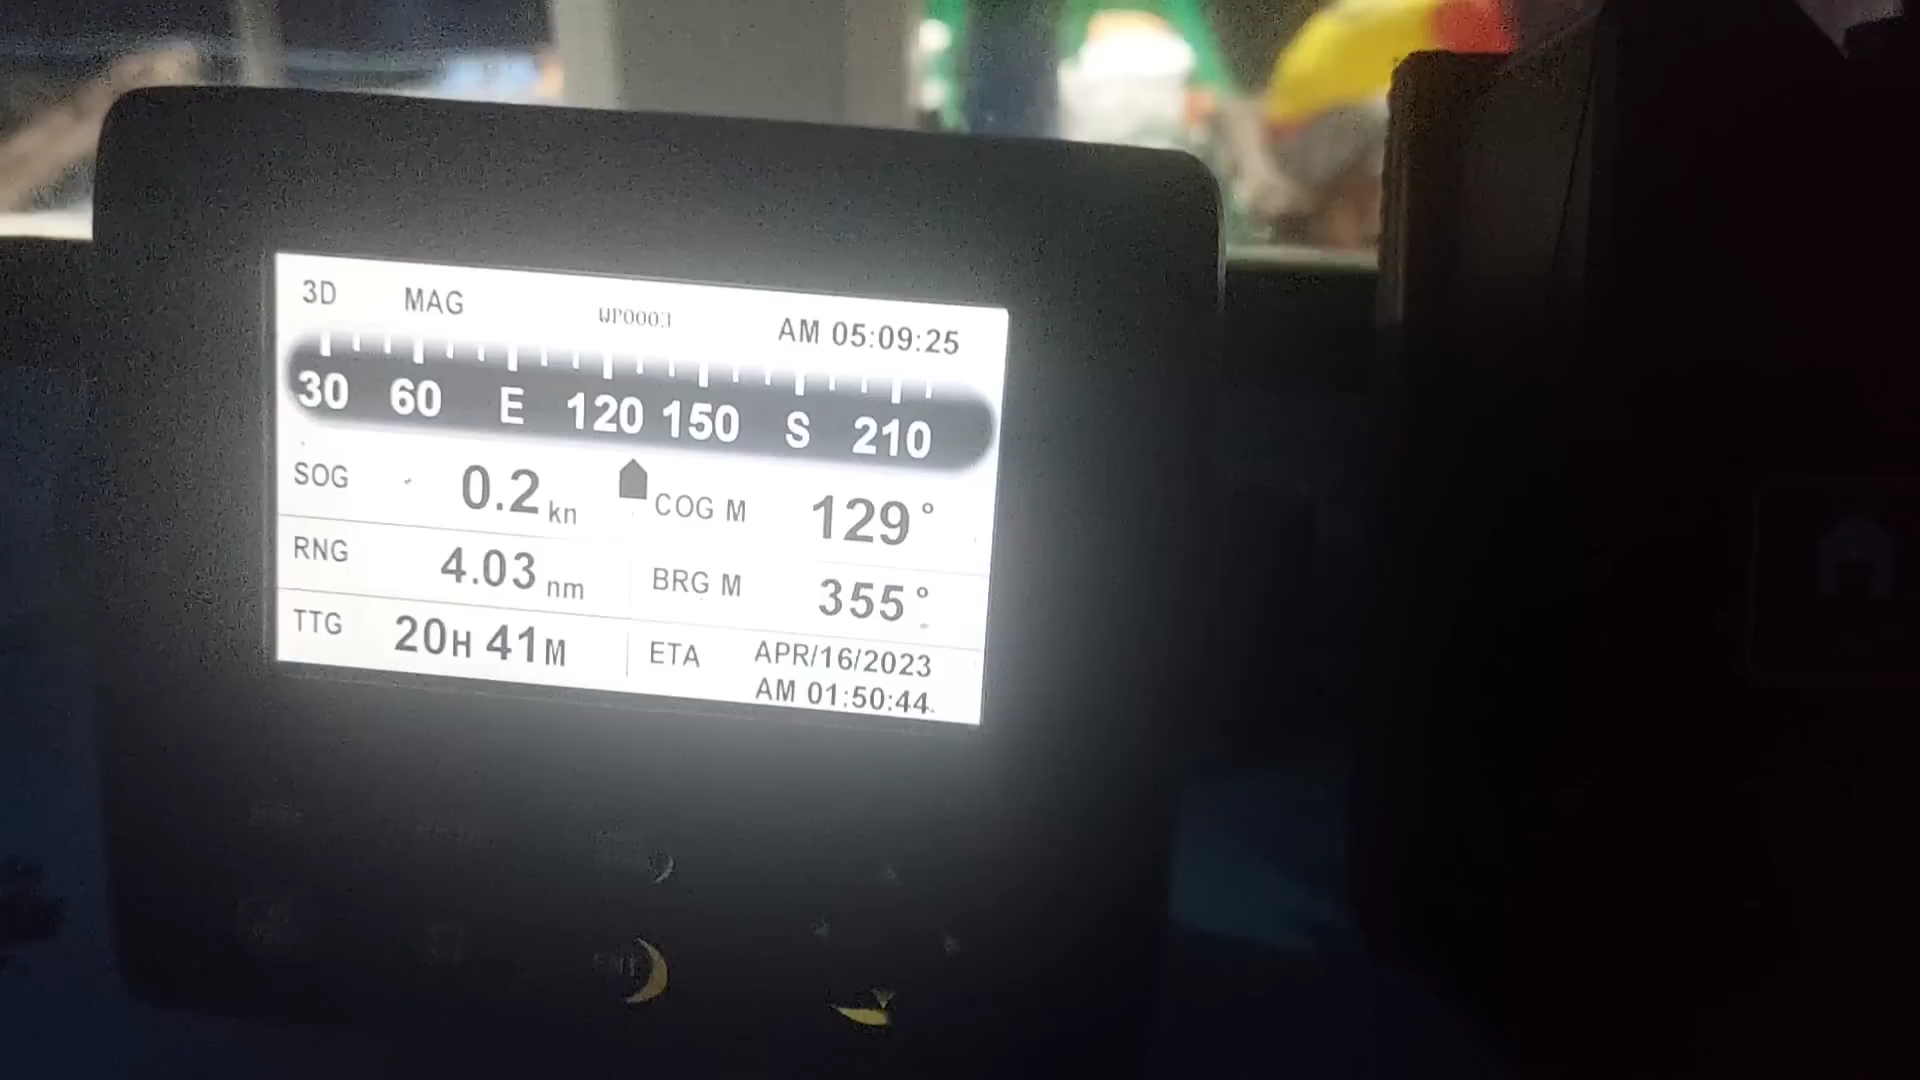 3D MAG WP0003 AM 05:09:25
30 60 E 120 150 S 210
SOG 0.2 kn COG M 129°
RNG 4.03 nm BRG M 355°
TTG 20H 41M ETA APR/16/2023
AM 01:50:44